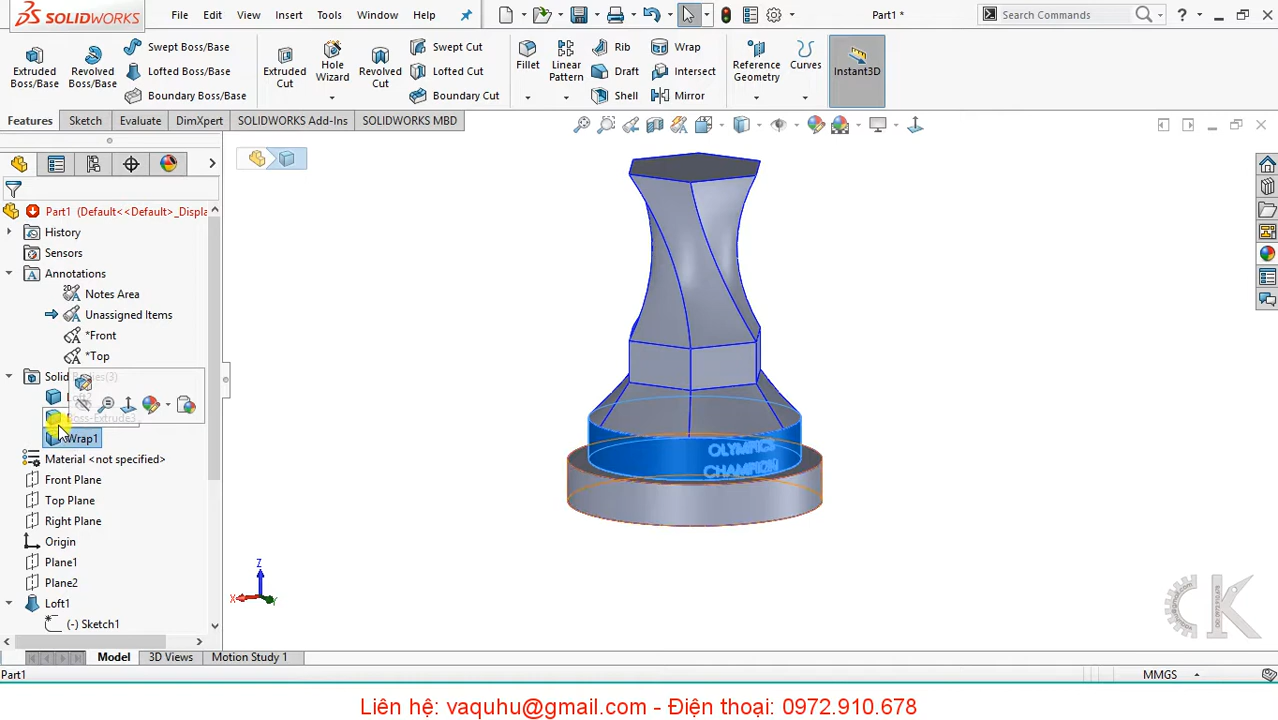 SOLIDWORKS
File Edit View Insert Tools Window Help
Part1 *
Search Commands
Extruded Boss/Base
Revolved Boss/Base
Swept Boss/Base
Lofted Boss/Base
Boundary Boss/Base
Extruded Cut
Hole Wizard
Revolved Cut
Swept Cut
Lofted Cut
Boundary Cut
Fillet
Linear Pattern
Rib
Draft
Shell
Wrap
Intersect
Mirror
Reference Geometry
Curves
Instant3D
Features Sketch Evaluate DimXpert SOLIDWORKS Add-Ins SOLIDWORKS MBD
Part1 (Default<<Default>_Displa
History
Sensors
Annotations
Notes Area
Unassigned Items
*Front
*Top
Boss-Extrude3
Wrap1
Material <not specified>
Front Plane
Top Plane
Right Plane
Origin
Plane1
Plane2
Loft1
(-) Sketch1
OLYMPICS
CHAMPION
Z
X
Y
Model 3D Views Motion Study 1
Part1
MMGS
Liên hệ: vaquhu@gmail.com - Điện thoại: 0972.910.678